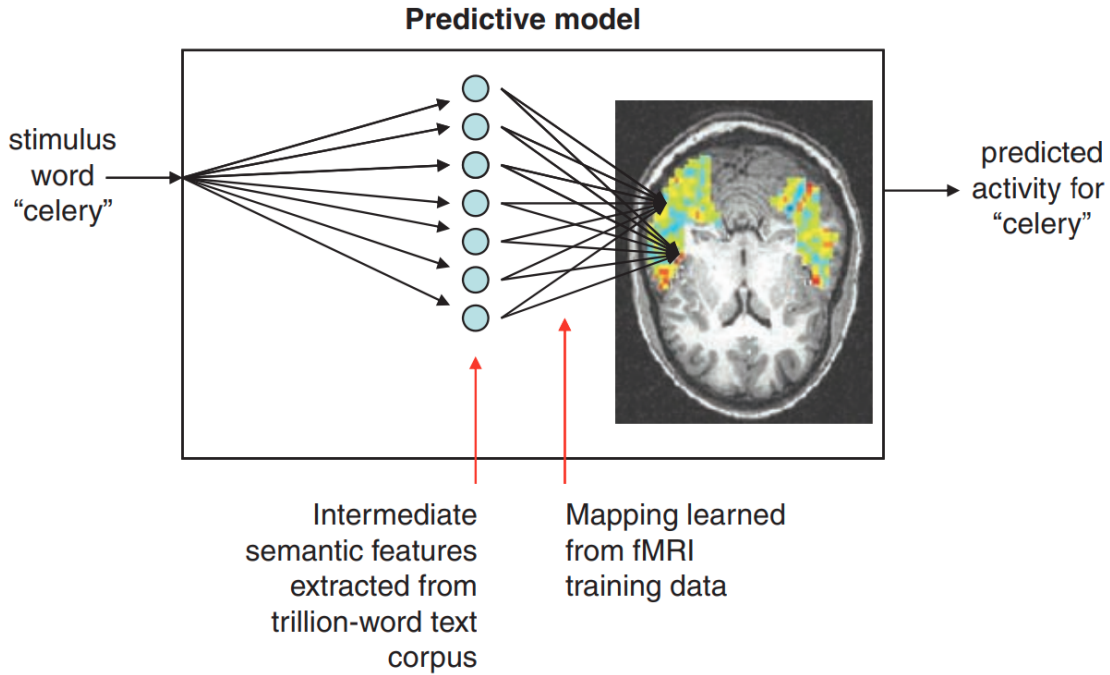 Predictive model
stimulus
word
“celery”
predicted
activity for
“celery”
Intermediate
semantic features
extracted from
trillion-word text
corpus
Mapping learned
from fMRI
training data